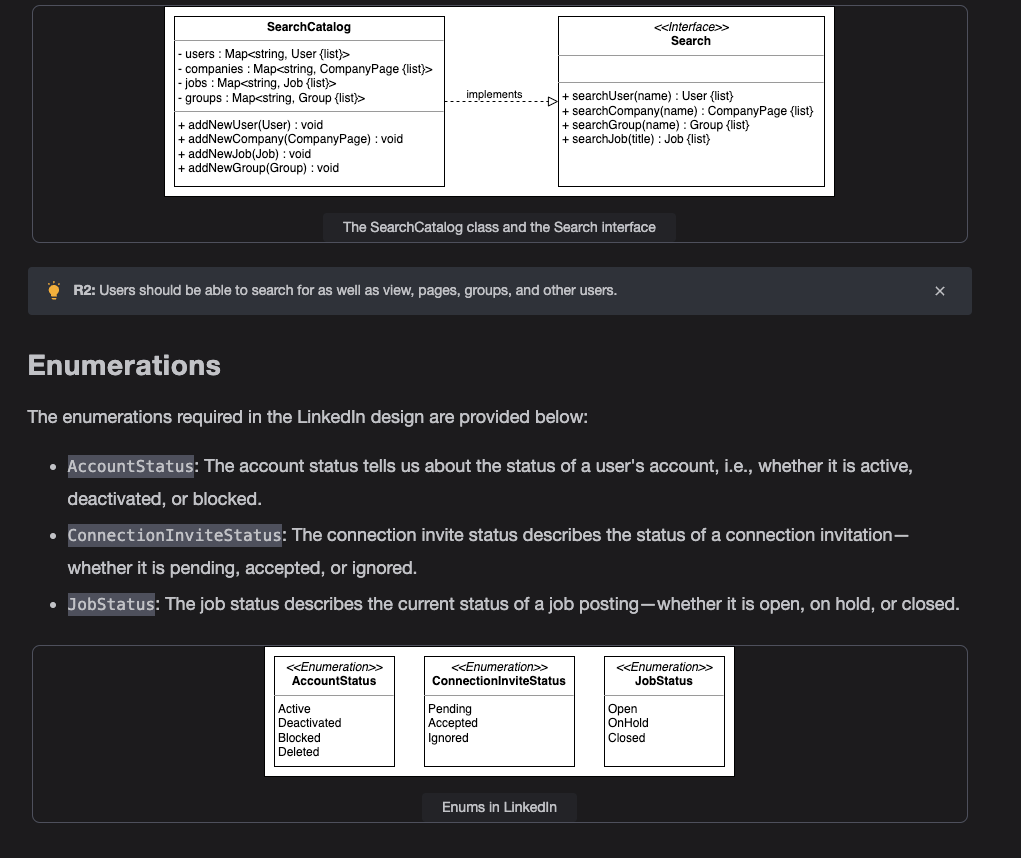 SearchCatalog
- users : Map<string, User {list}>
- companies : Map<string, CompanyPage {list}>
- jobs : Map<string, Job {list}>
- groups : Map<string, Group {list}>
+ addNewUser(User) : void
+ addNewCompany(CompanyPage) : void
+ addNewJob(Job) : void
+ addNewGroup(Group) : void
implements
<<Interface>>
Search
+ searchUser(name) : User {list}
+ searchCompany(name) : CompanyPage {list}
+ searchGroup(name) : Group {list}
+ searchJob(title) : Job {list}
The SearchCatalog class and the Search interface
R2: Users should be able to search for as well as view, pages, groups, and other users.
Enumerations
The enumerations required in the LinkedIn design are provided below:
• AccountStatus: The account status tells us about the status of a user's account, i.e., whether it is active,
deactivated, or blocked.
• ConnectionInviteStatus: The connection invite status describes the status of a connection invitation—
whether it is pending, accepted, or ignored.
• JobStatus: The job status describes the current status of a job posting—whether it is open, on hold, or closed.
<<Enumeration>>
AccountStatus
Active
Deactivated
Blocked
Deleted
<<Enumeration>>
ConnectionInviteStatus
Pending
Accepted
Ignored
<<Enumeration>>
JobStatus
Open
OnHold
Closed
Enums in LinkedIn